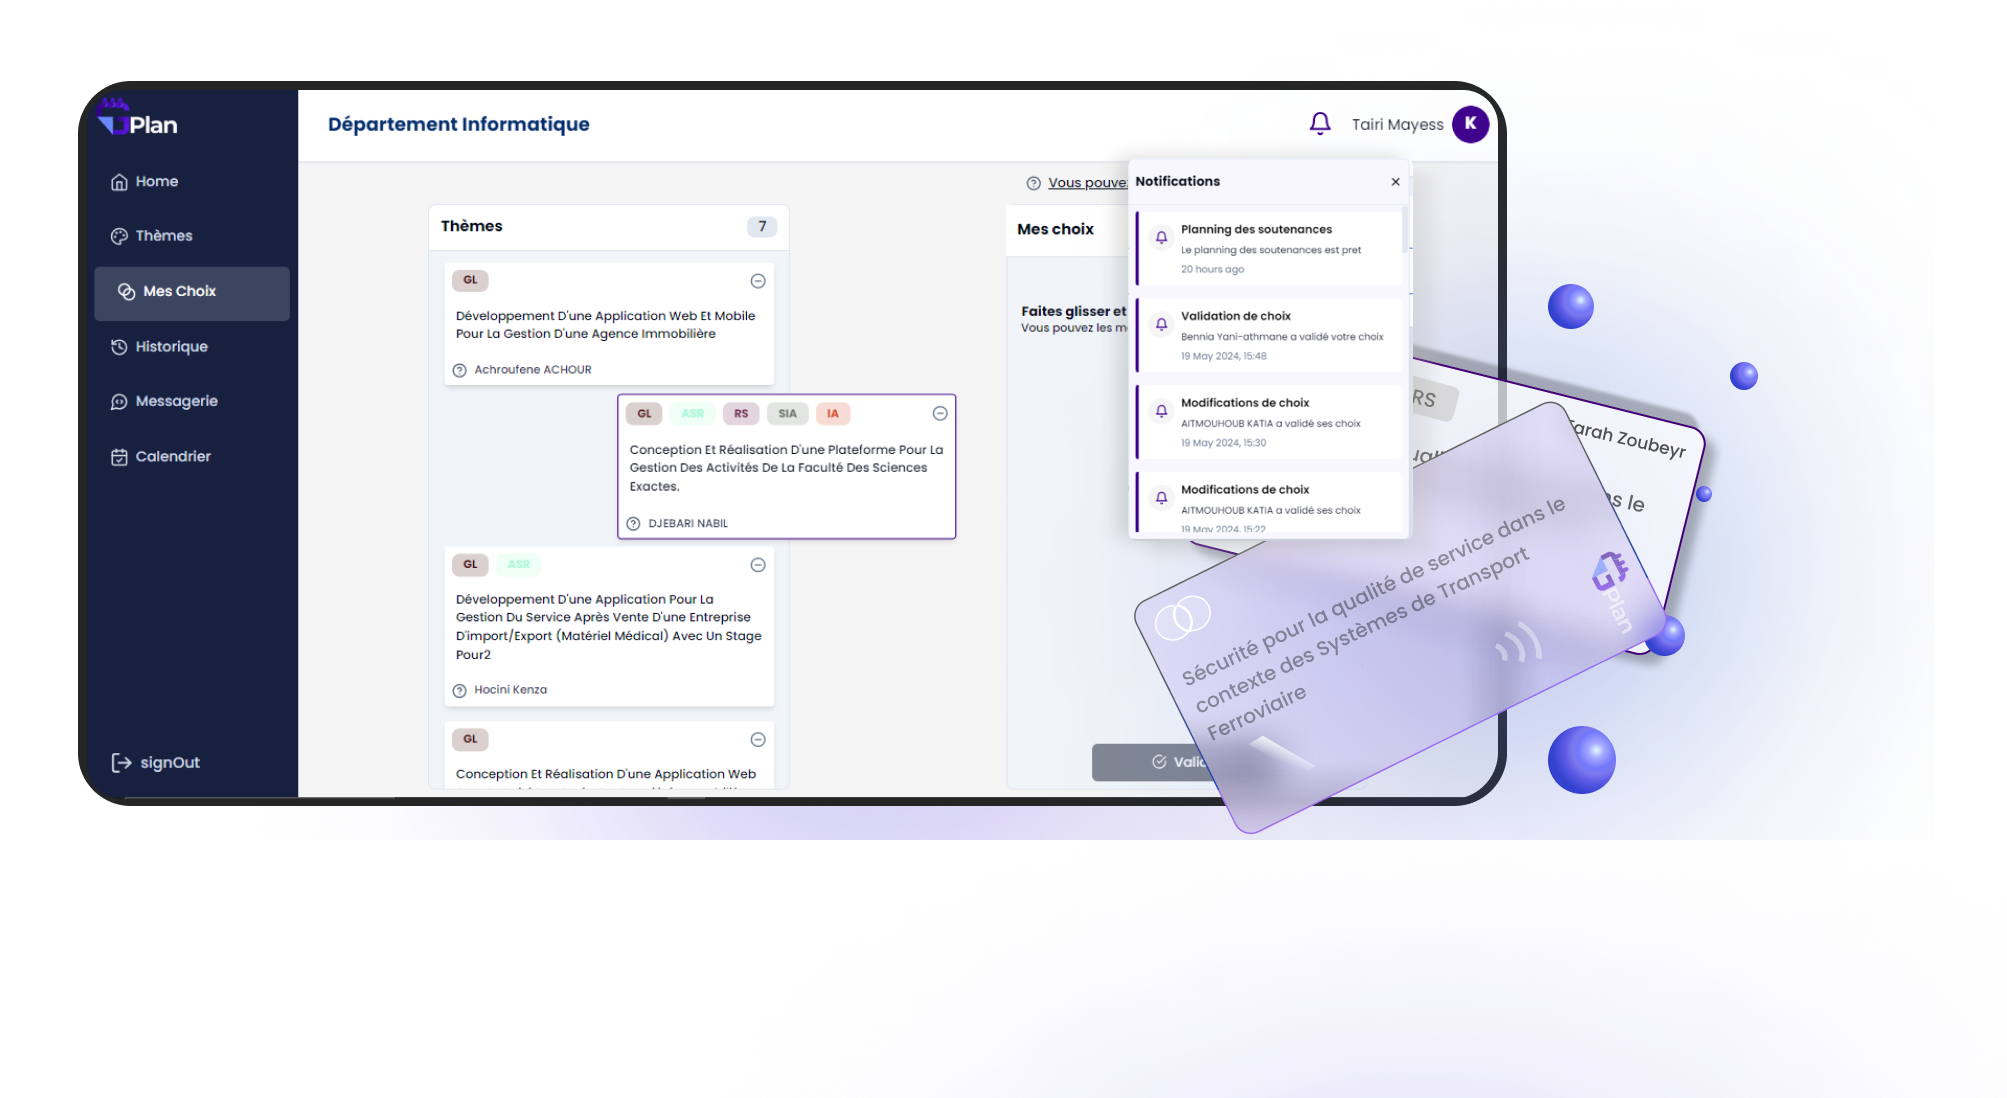 Plan
Home
Thèmes
Mes Choix
Historique
Messagerie
Calendrier
signOut
Département Informatique
Tairi Mayess
K
Vous pouvez
Thèmes
7
GL
Développement D'une Application Web Et Mobile
Pour La Gestion D'une Agence Immobilière
Achroufene ACHOUR
GL ASR RS SIA IA
Conception Et Réalisation D'une Plateforme Pour La
Gestion Des Activités De La Faculté Des Sciences
Exactes.
DJEBARI NABIL
GL ASR
Développement D'une Application Pour La
Gestion Du Service Après Vente D'une Entreprise
D'import/Export (Matériel Médical) Avec Un Stage
Pour2
Hocini Kenza
GL
Conception Et Réalisation D'une Application Web
Mes choix
Faites glisser et
Vous pouvez les
Notifications
Planning des soutenances
Le planning des soutenances est pret
20 hours ago
Validation de choix
Bennia Yani-athmane a validé votre choix
19 May 2024, 15:48
Modifications de choix
AITMOUHOUB KATIA a validé ses choix
19 May 2024, 15:30
Modifications de choix
AITMOUHOUB KATIA a validé ses choix
19 May 2024, 15:22
RS
Zoubeyr
le
Sécurité pour la qualité de service dans le
contexte des Systèmes de Transport
Ferroviaire
Plan